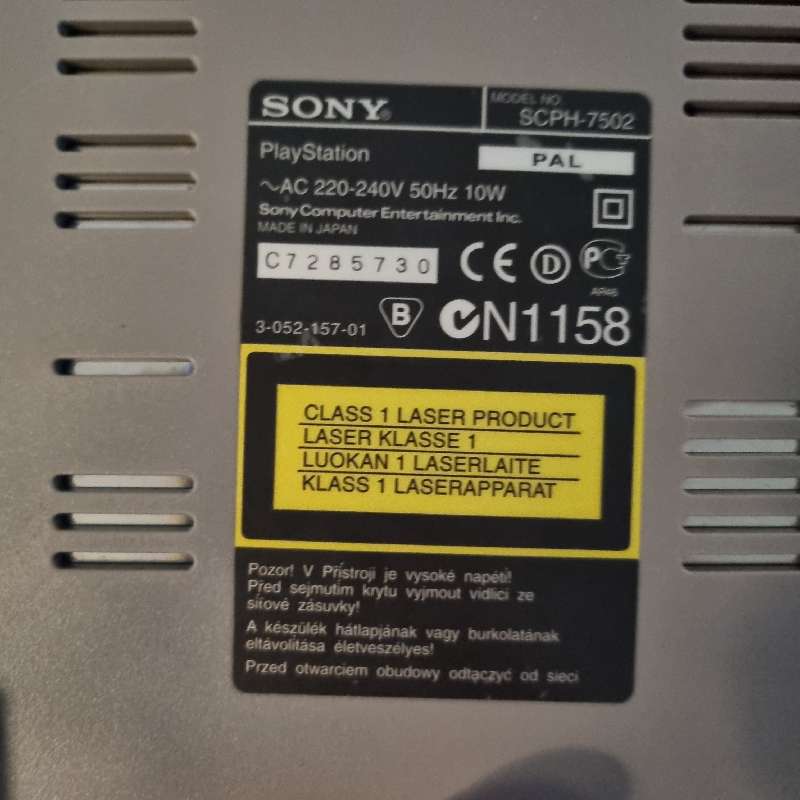 SONY®
MODEL NO.
SCPH-7502
PlayStation
PAL
~AC 220-240V 50Hz 10W
Sony Computer Entertainment Inc.
MADE IN JAPAN
C7285730
CE D PG
AR46
3-052-157-01
B
N1158
CLASS 1 LASER PRODUCT
LASER KLASSE 1
LUOKAN 1 LASERLAITE
KLASS 1 LASERAPPARAT
Pozor! V Přístroji je vysoké napětí!
Před sejmutím krytu vyjmout vidlici ze
síťové zásuvky!
A készülék hátlapjának vagy burkolatának
eltávolítása életveszélyes!
Przed otwarciem obudowy odłączyć od sieci